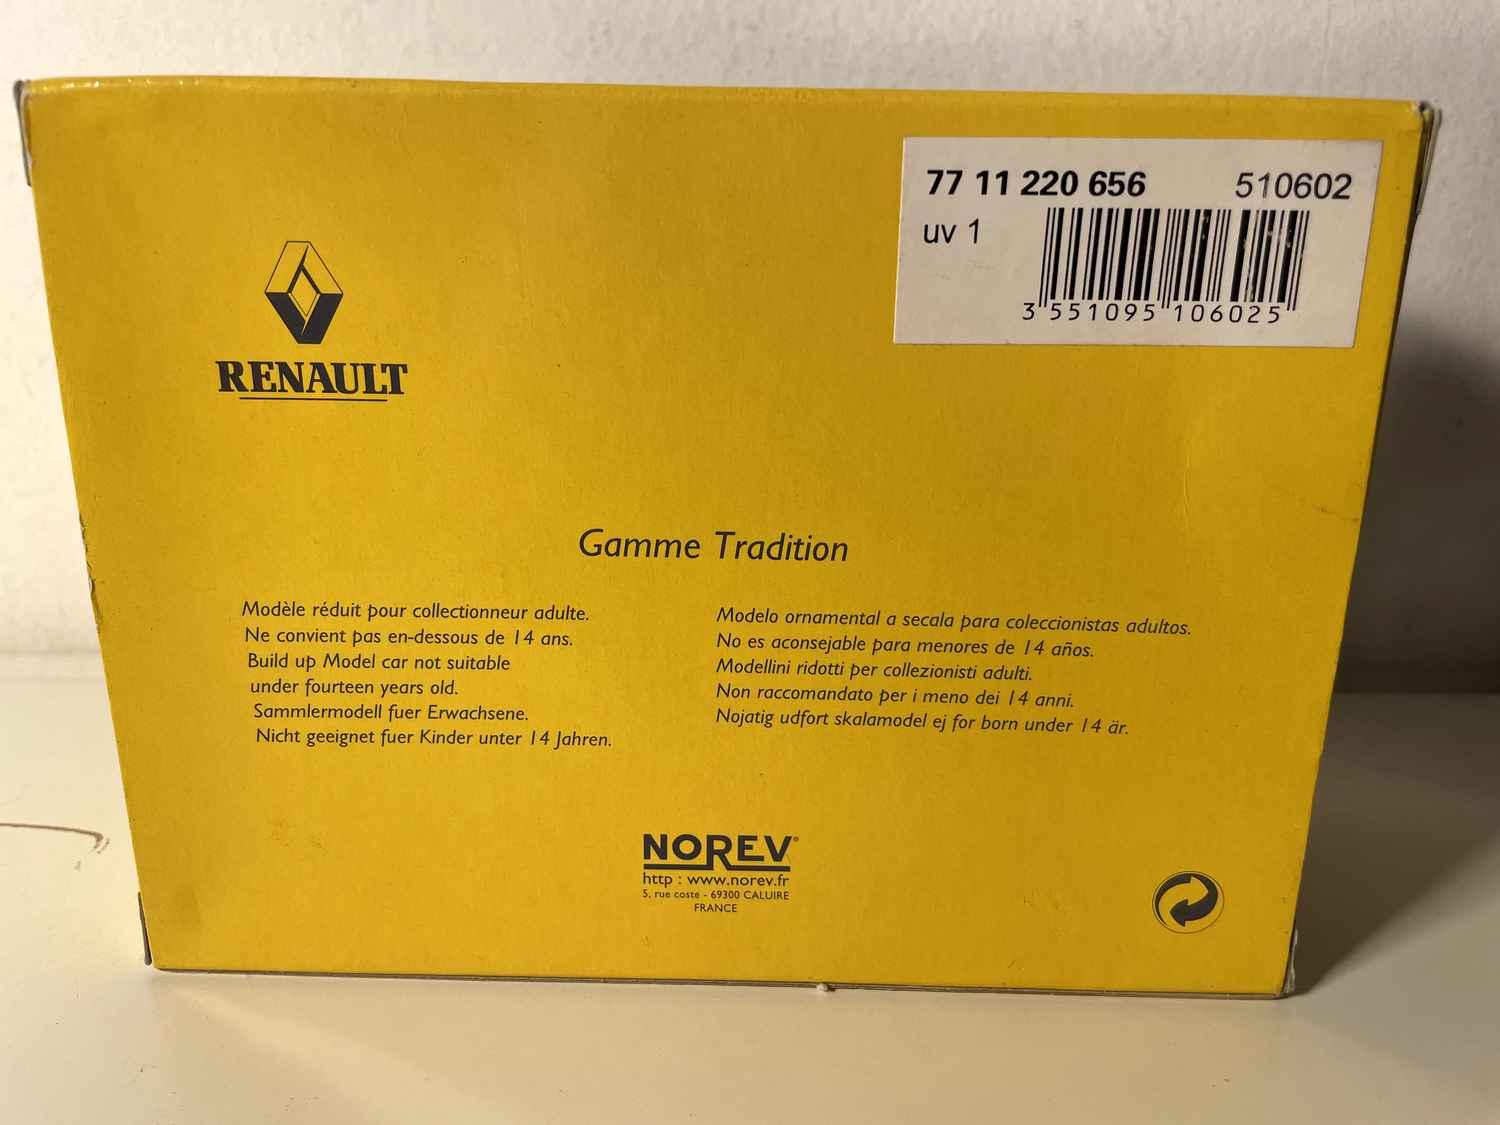 77 11 220 656 510602
uv 1
3 551095 106025
RENAULT
Gamme Tradition
Modèle réduit pour collectionneur adulte.
Ne convient pas en-dessous de 14 ans.
Build up Model car not suitable
under fourteen years old.
Sammlermodell fuer Erwachsene.
Nicht geeignet fuer Kinder unter 14 Jahren.
Modelo ornamental a secala para coleccionistas adultos.
No es aconsejable para menores de 14 años.
Modellini ridotti per collezionisti adulti.
Non raccomandato per i meno dei 14 anni.
Nojatig udfort skalamodel ej for born under 14 är.
NOREV®
http : www.norev.fr
5, rue coste - 69300 CALUIRE
FRANCE